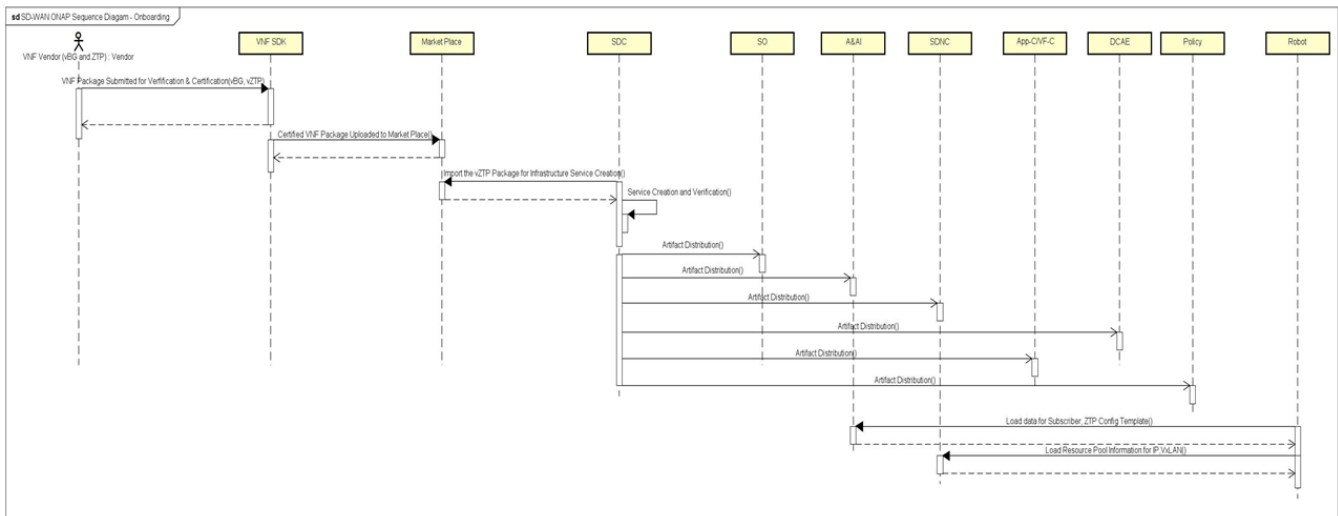 sd SD-WAN ONAP Sequence Diagam - Onboarding
VNF SDK
Market Place
SDC
SO
A&AI
SDNC
App-C/VF-C
DCAE
Policy
Robot
VNF Vendor (vBG and ZTP) : Vendor
VNF Package Submitted for Verfification & Certification(vBG, vZTP)
Certified VNF Package Uploaded to Market Place()
Import the vZTP Package for Infrastructure Service Creation()
Service Creation and Verification()
Artifact Distribution()
Artifact Distribution()
Artifact Distribution()
Artifact Distribution()
Artifact Distribution()
Artifact Distribution()
Load data for Subscriber, ZTP Config Template()
Load Resource Pool Information for IP,VxLAN()